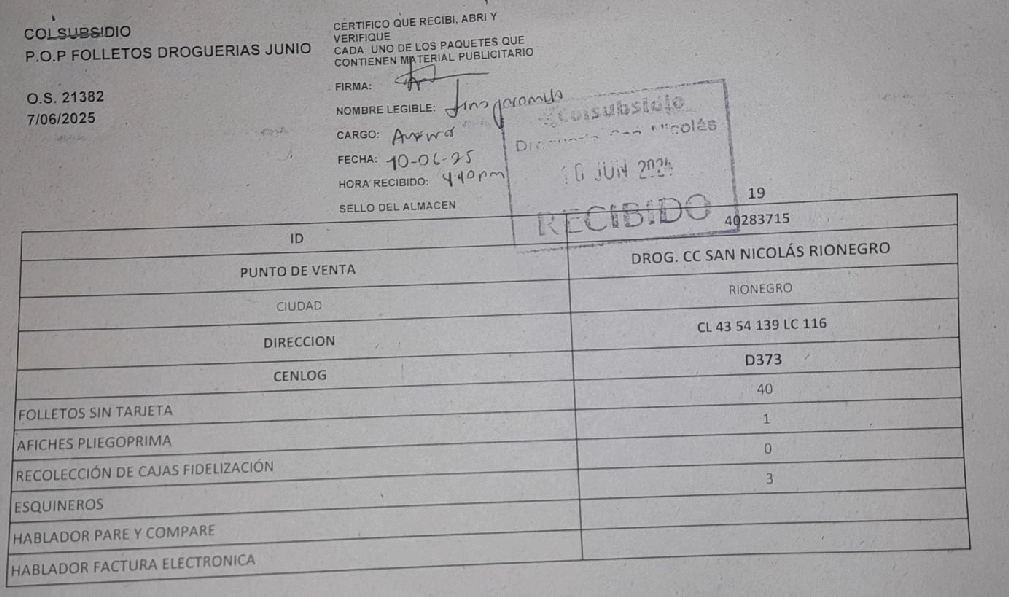 COLSUBSIDIO
P.O.P FOLLETOS DROGUERIAS JUNIO
O.S. 21382
7/06/2025
CERTIFICO QUE RECIBI, ABRI Y
VERIFIQUE
CADA UNO DE LOS PAQUETES QUE
CONTIENEN MATERIAL PUBLICITARIO
FIRMA:
NOMBRE LEGIBLE:
CARGO:
FECHA: 10-06-25
HORA RECIBIDO: 440pm
SELLO DEL ALMACEN
Colsubsidio
San Nicolás
10 JUN 2025
RECIBIDO
19
ID 40283715
PUNTO DE VENTA DROG. CC SAN NICOLÁS RIONEGRO
CIUDAD RIONEGRO
DIRECCION CL 43 54 139 LC 116
CENLOG D373
FOLLETOS SIN TARJETA 40
AFICHES PLIEGOPRIMA 1
RECOLECCIÓN DE CAJAS FIDELIZACIÓN 0
ESQUINEROS 3
HABLADOR PARE Y COMPARE
HABLADOR FACTURA ELECTRONICA